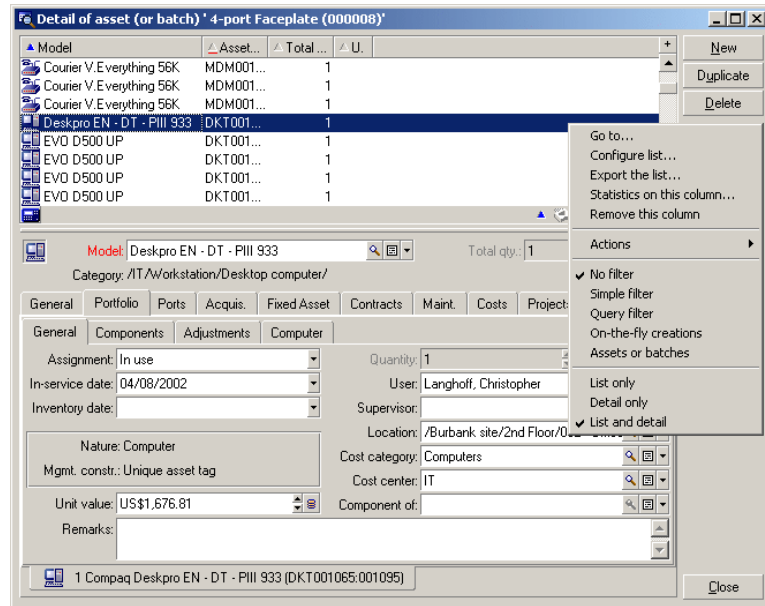 Detail of asset (or batch) ' 4-port Faceplate (000008)'
Model Asset... Total ... U. +
New
Courier V.Everything 56K MDM001... 1
Duplicate
Courier V.Everything 56K MDM001... 1
Courier V.Everything 56K MDM001... 1
Delete
Deskpro EN - DT - PIII 933 DKT001... 1
EVO D500 UP DKT001... 1
EVO D500 UP DKT001... 1
EVO D500 UP DKT001... 1
EVO D500 UP DKT001... 1
Go to...
Configure list...
Export the list...
Statistics on this column...
Remove this column
Actions
No filter
Simple filter
Query filter
On-the-fly creations
Assets or batches
List only
Detail only
List and detail
Model: Deskpro EN - DT - PIII 933 Total qty.: 1
Category: /IT/Workstation/Desktop computer/
General Portfolio Ports Acquis. Fixed Asset Contracts Maint. Costs Project
General Components Adjustments Computer
Assignment: In use Quantity: 1
In-service date: 04/08/2002 User: Langhoff, Christopher
Inventory date: Supervisor:
Location: /Burbank site/2nd Floor/
Nature: Computer Cost category: Computers
Mgmt. constr.: Unique asset tag Cost center: IT
Unit value: US$1,676.81 Component of:
Remarks:
1 Compaq Deskpro EN - DT - PIII 933 (DKT001065:001095)
Close